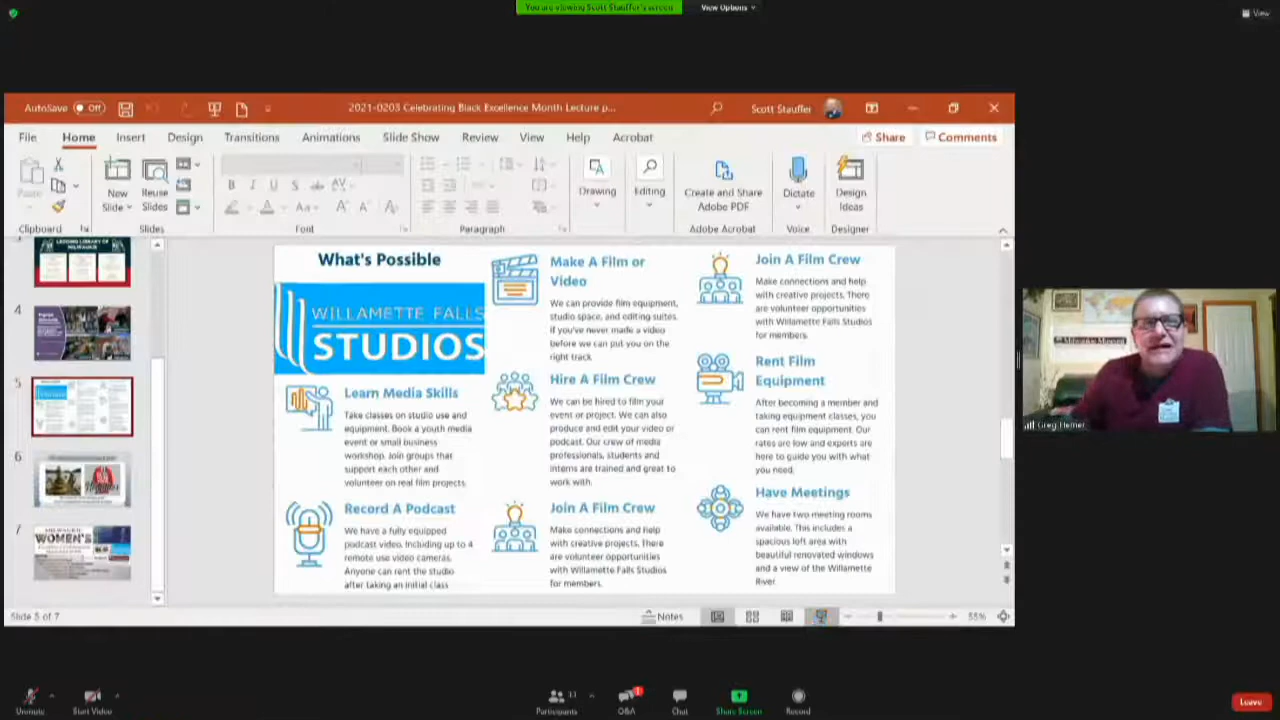 You are viewing Scott Stauffer's screen
View Options
View
AutoSave Off
2021-0203 Celebrating Black Excellence Month Lecture p...
Scott Stauffer
File
Home
Insert
Design
Transitions
Animations
Slide Show
Review
View
Help
Acrobat
Share
Comments
Paste
New
Slide
Reuse
Slides
Drawing
Editing
Create and Share
Adobe PDF
Dictate
Design
Ideas
Clipboard
Slides
Font
Paragraph
Adobe Acrobat
Voice
Designer
LEDDING LIBRARY OF
MILWAUKIE
4
5
6
7
WOMEN'S
What's Possible
WILLAMETTE FALLS
STUDIOS
Learn Media Skills
Take classes on studio use and
equipment. Book a youth media
event or small business
workshop. Join groups that
support each other and
volunteer on real film projects.
Record A Podcast
We have a fully equipped
podcast video. Including up to 4
remote use video cameras.
Anyone can rent the studio
after taking an initial class
Make A Film or
Video
We can provide film equipment,
studio space, and editing suites.
If you've never made a video
before we can put you on the
right track.
Hire A Film Crew
We can be hired to film your
event or project. We can also
produce and edit your video or
podcast. Our crew of media
professionals, students and
interns are trained and great to
work with.
Join A Film Crew
Make connections and help
with creative projects. There
are volunteer opportunities
with Willamette Falls Studios
for members.
Join A Film Crew
Make connections and help
with creative projects. There
are volunteer opportunities
with Willamette Falls Studios
for members.
Rent Film
Equipment
After becoming a member and
taking equipment classes, you
can rent film equipment. Our
rates are low and experts are
here to guide you with what
you need.
Have Meetings
We have two meeting rooms
available. This includes a
spacious loft area with
beautiful renovated windows
and a view of the Willamette
River.
Milwaukie Museum
Greg Hemer
Slide 5 of 7
Notes
55%
Unmute
Start Video
Participants
Q&A
1
Chat
Share Screen
Record
Leave